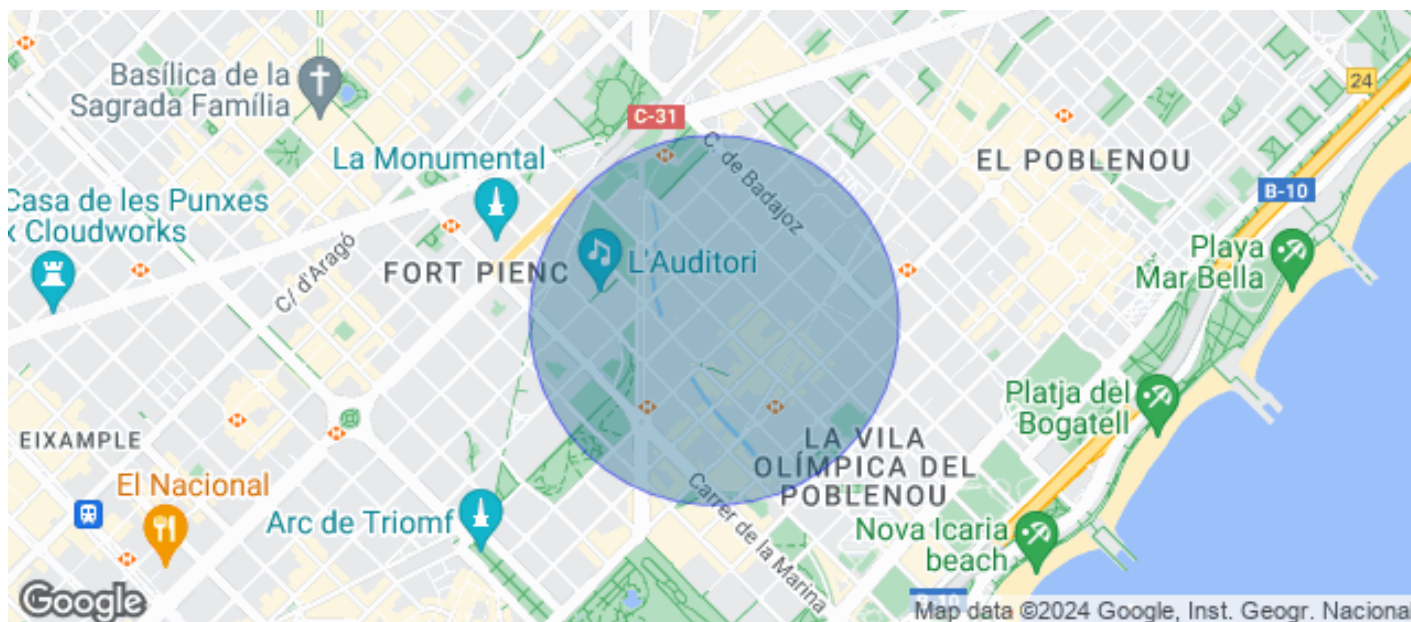 Basílica de la
Sagrada Família
C-31
24
La Monumental
C. de Badajoz
EL POBLENOU
B-10
Casa de les Punxes
x Cloudworks
C/ d'Aragó
FORT PIENC
L'Auditori
Playa
Mar Bella
Platja del
Bogatell
EIXAMPLE
LA VILA
OLÍMPICA DEL
POBLENOU
El Nacional
Arc de Triomf
Carrer de la Marina
Nova Icaria
beach
B-10
Google
Map data ©2024 Google, Inst. Geogr. Nacional